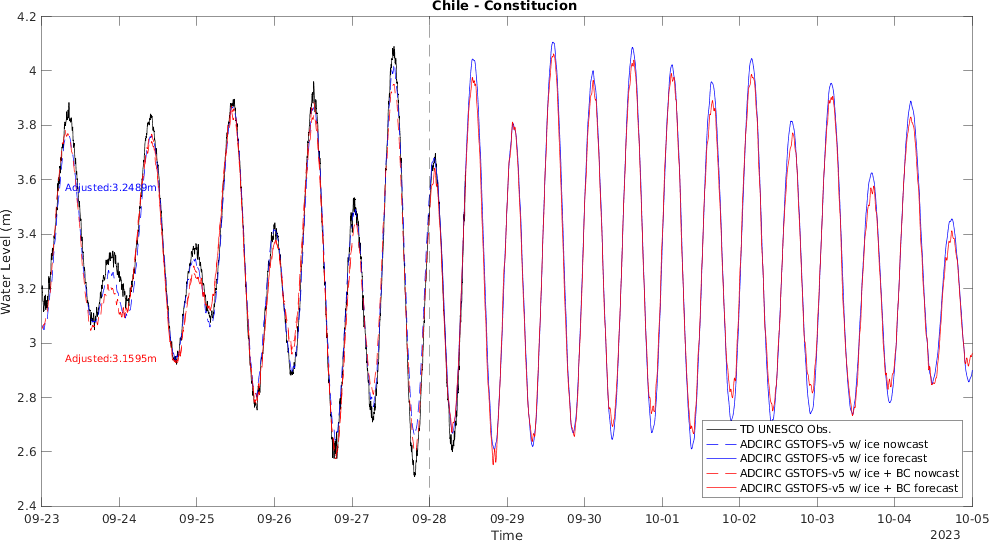 Chile - Constitucion
4.2
4
3.8
3.6
3.4
3.2
3
2.8
2.6
2.4
Water Level (m)
Adjusted:3.2489m
Adjusted:3.1595m
TD UNESCO Obs.
ADCIRC GSTOFS-v5 w/ ice nowcast
ADCIRC GSTOFS-v5 w/ ice forecast
ADCIRC GSTOFS-v5 w/ ice + BC nowcast
ADCIRC GSTOFS-v5 w/ ice + BC forecast
09-23 09-24 09-25 09-26 09-27 09-28 09-29 09-30 10-01 10-02 10-03 10-04 10-05
Time
2023